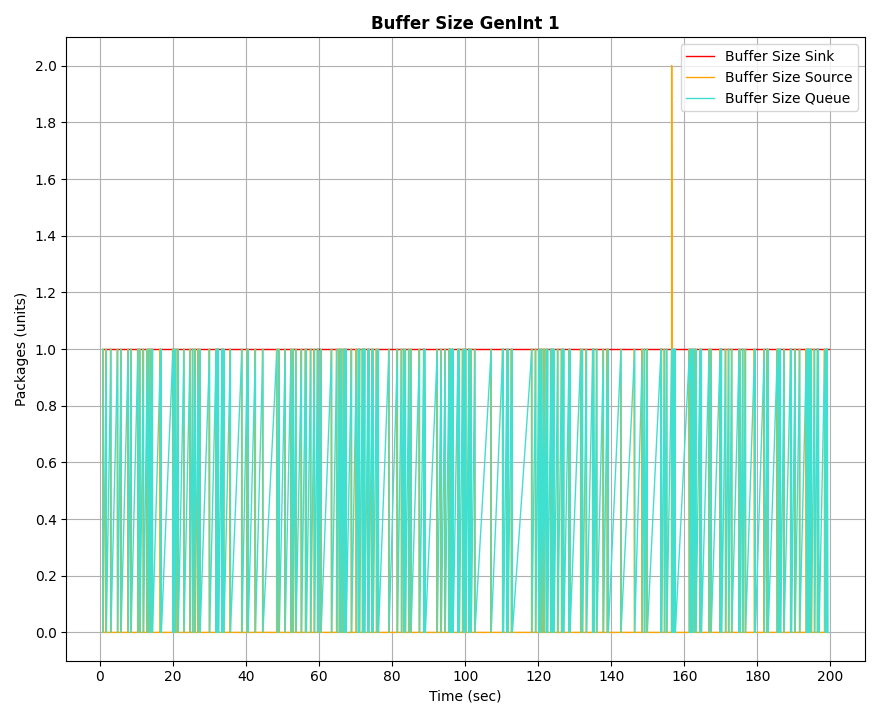 Buffer Size GenInt 1
Buffer Size Sink
Buffer Size Source
Buffer Size Queue
2.0
1.8
1.6
1.4
1.2
1.0
0.8
0.6
0.4
0.2
0.0
Packages (units)
0 20 40 60 80 100 120 140 160 180 200
Time (sec)